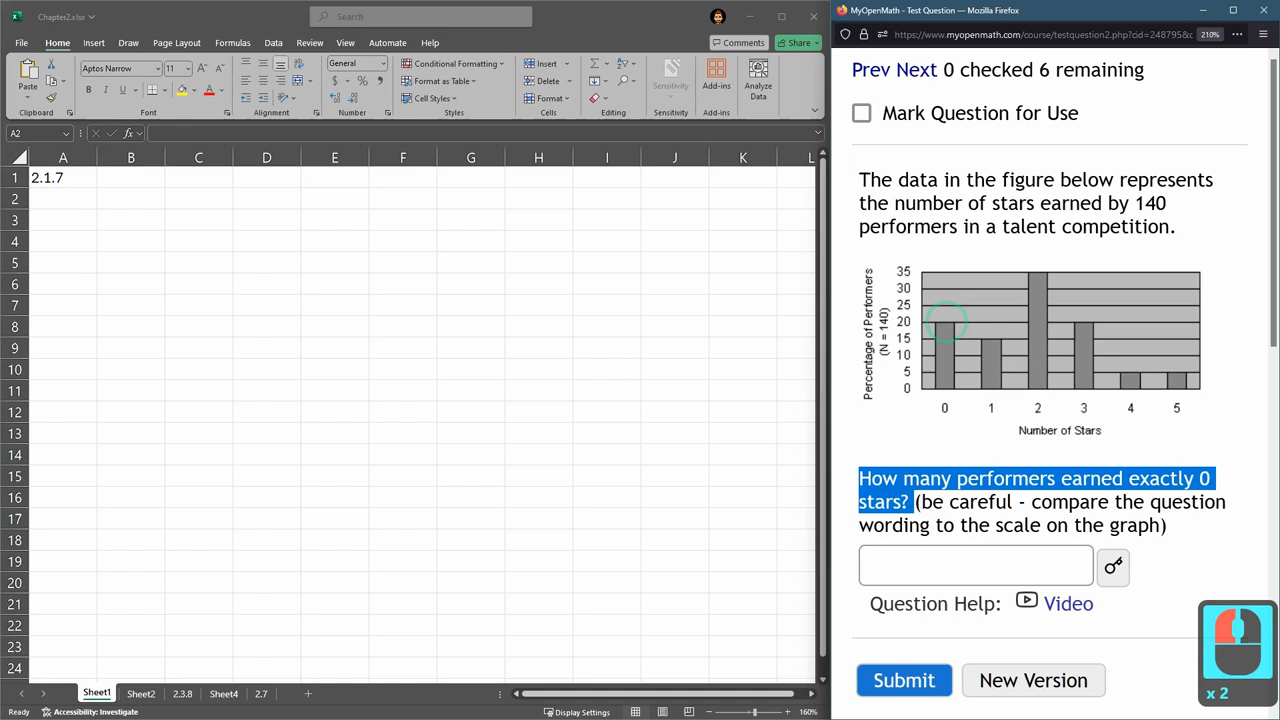 Chapter2.xlsx
Search
File Home Insert Draw Page Layout Formulas Data Review View Automate Help
Comments Share
Paste
Clipboard
Aptos Narrow 11
B I U
Font
Alignment
General
Number
Conditional Formatting
Format as Table
Cell Styles
Styles
Insert
Delete
Format
Cells
Editing
Sensitivity
Sensitivity
Add-ins
Add-ins
Analyze
Data
A2
fx
A B C D E F G H I J K L
1 2.1.7
2
3
4
5
6
7
8
9
10
11
12
13
14
15
16
17
18
19
20
21
22
23
24
Sheet1 Sheet2 2.3.8 Sheet4 2.7
Ready Accessibility: Investigate Display Settings 160%
MyOpenMath - Test Question — Mozilla Firefox
https://www.myopenmath.com/course/testquestion2.php?cid=248795&c 210%
Prev Next 0 checked 6 remaining
Mark Question for Use
The data in the figure below represents
the number of stars earned by 140
performers in a talent competition.
Percentage of Performers
(N = 140)
35
30
25
20
15
10
5
0
0 1 2 3 4 5
Number of Stars
How many performers earned exactly 0
stars? (be careful - compare the question
wording to the scale on the graph)
Question Help: Video
Submit New Version
x 2